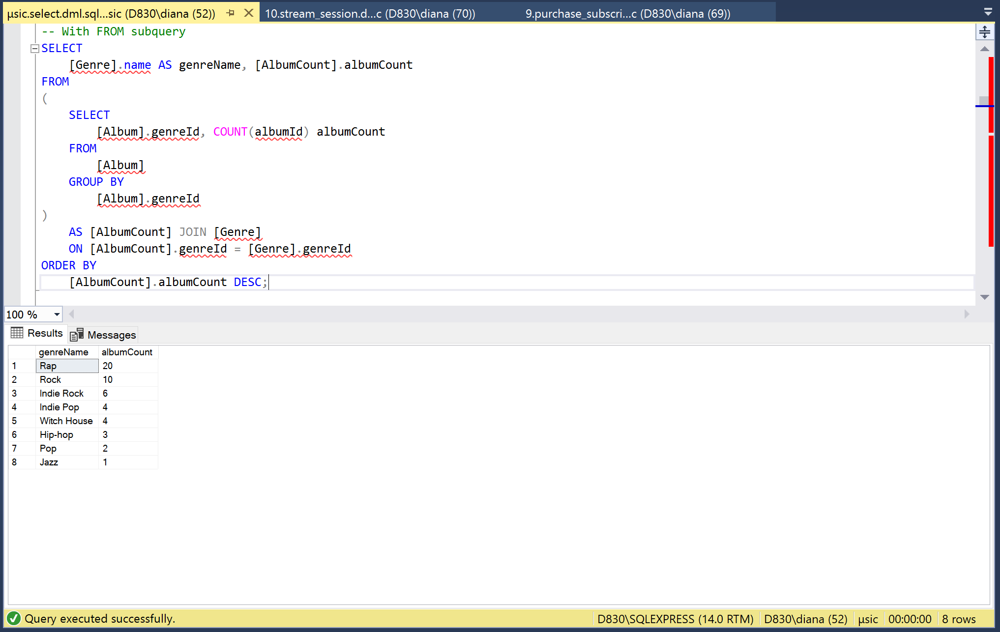 µsic.select.dml.sql...sic (D830\diana (52)) 10.stream_session.d...c (D830\diana (70)) 9.purchase_subscri...c (D830\diana (69))
-- With FROM subquery
SELECT
[Genre].name AS genreName, [AlbumCount].albumCount
FROM
(
SELECT
[Album].genreId, COUNT(albumId) albumCount
FROM
[Album]
GROUP BY
[Album].genreId
)
AS [AlbumCount] JOIN [Genre]
ON [AlbumCount].genreId = [Genre].genreId
ORDER BY
[AlbumCount].albumCount DESC;
100 %
Results Messages
genreName albumCount
1 Rap 20
2 Rock 10
3 Indie Rock 6
4 Indie Pop 4
5 Witch House 4
6 Hip-hop 3
7 Pop 2
8 Jazz 1
Query executed successfully. D830\SQLEXPRESS (14.0 RTM) D830\diana (52) µsic 00:00:00 8 rows